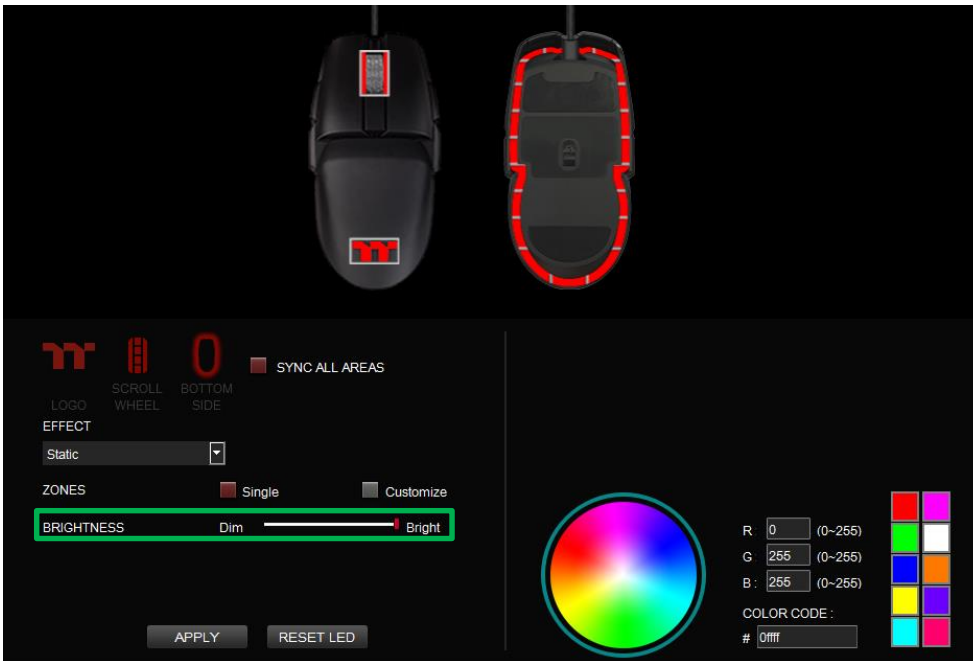 SYNC ALL AREAS
LOGO
SCROLL WHEEL
BOTTOM SIDE
EFFECT
Static
ZONES Single Customize
BRIGHTNESS Dim Bright
R 0 (0~255)
G 255 (0~255)
B : 255 (0~255)
COLOR CODE :
# 0ffff
APPLY RESET LED